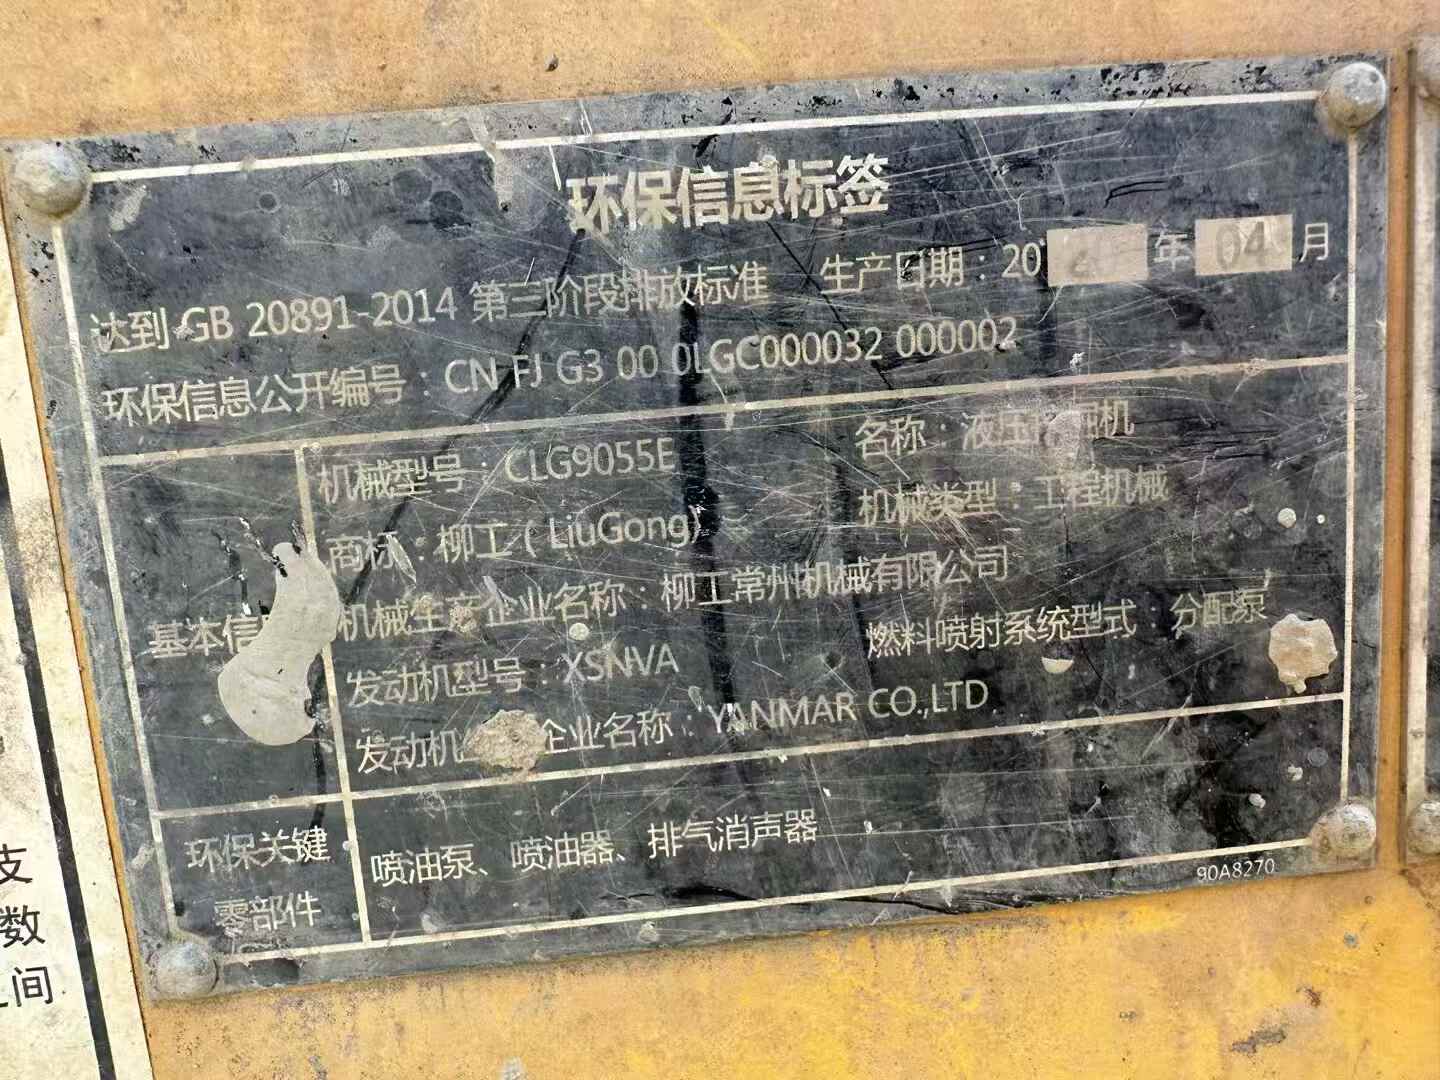 环保信息标签
达到 GB 20891-2014 第三阶段排放标准 生产日期：20 年 04 月
环保信息公开编号：CN FJ G3 00 0LGC000032 000002
机械型号：CLG9055E 名称：液压 机
商标：柳工（LiuGong） 机械类型：工程机械
基本信
机械生产企业名称：柳工常州机械有限公司
发动机型号：XSNVA 燃料喷射系统型式：分配泵
发动机 企业名称：YANMAR CO.,LTD
环保关键
零部件
喷油泵、喷油器、排气消声器
90A8270
支
数
间